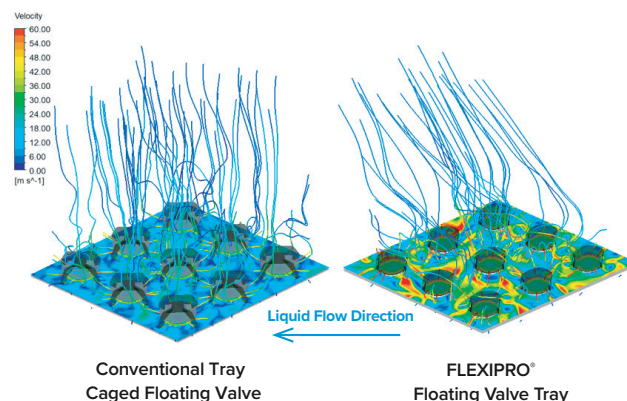 Velocity
60.00
54.00
48.00
42.00
36.00
30.00
24.00
18.00
12.00
6.00
0.00
[m s^-1]
Liquid Flow Direction
Conventional Tray
Caged Floating Valve
FLEXIPRO®
Floating Valve Tray